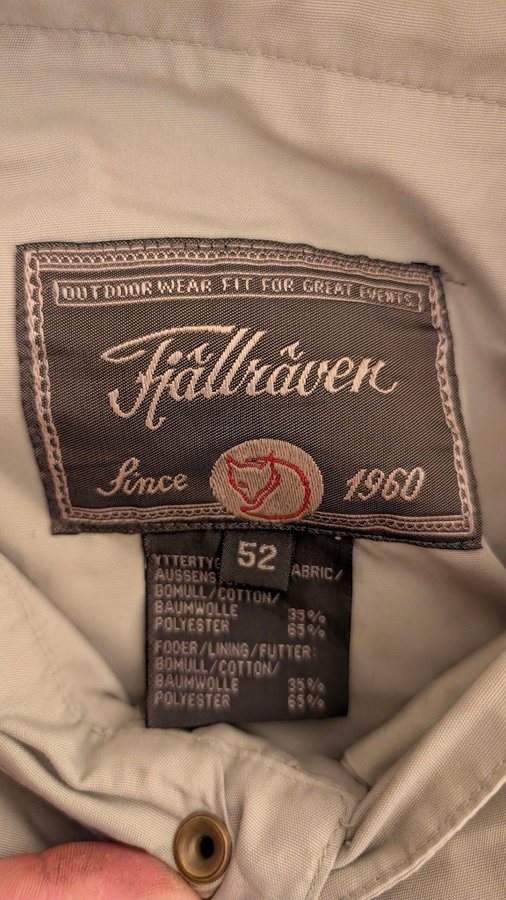 OUTDOOR WEAR FIT FOR GREAT EVENTS
Fjällräven
Since 1960
52
BOMULL/COTTON/
BAUMWOLLE 35%
POLYESTER 65%
FODER/LINING/FUTTER:
BOMULL/COTTON/
BAUMWOLLE 35%
POLYESTER 65%